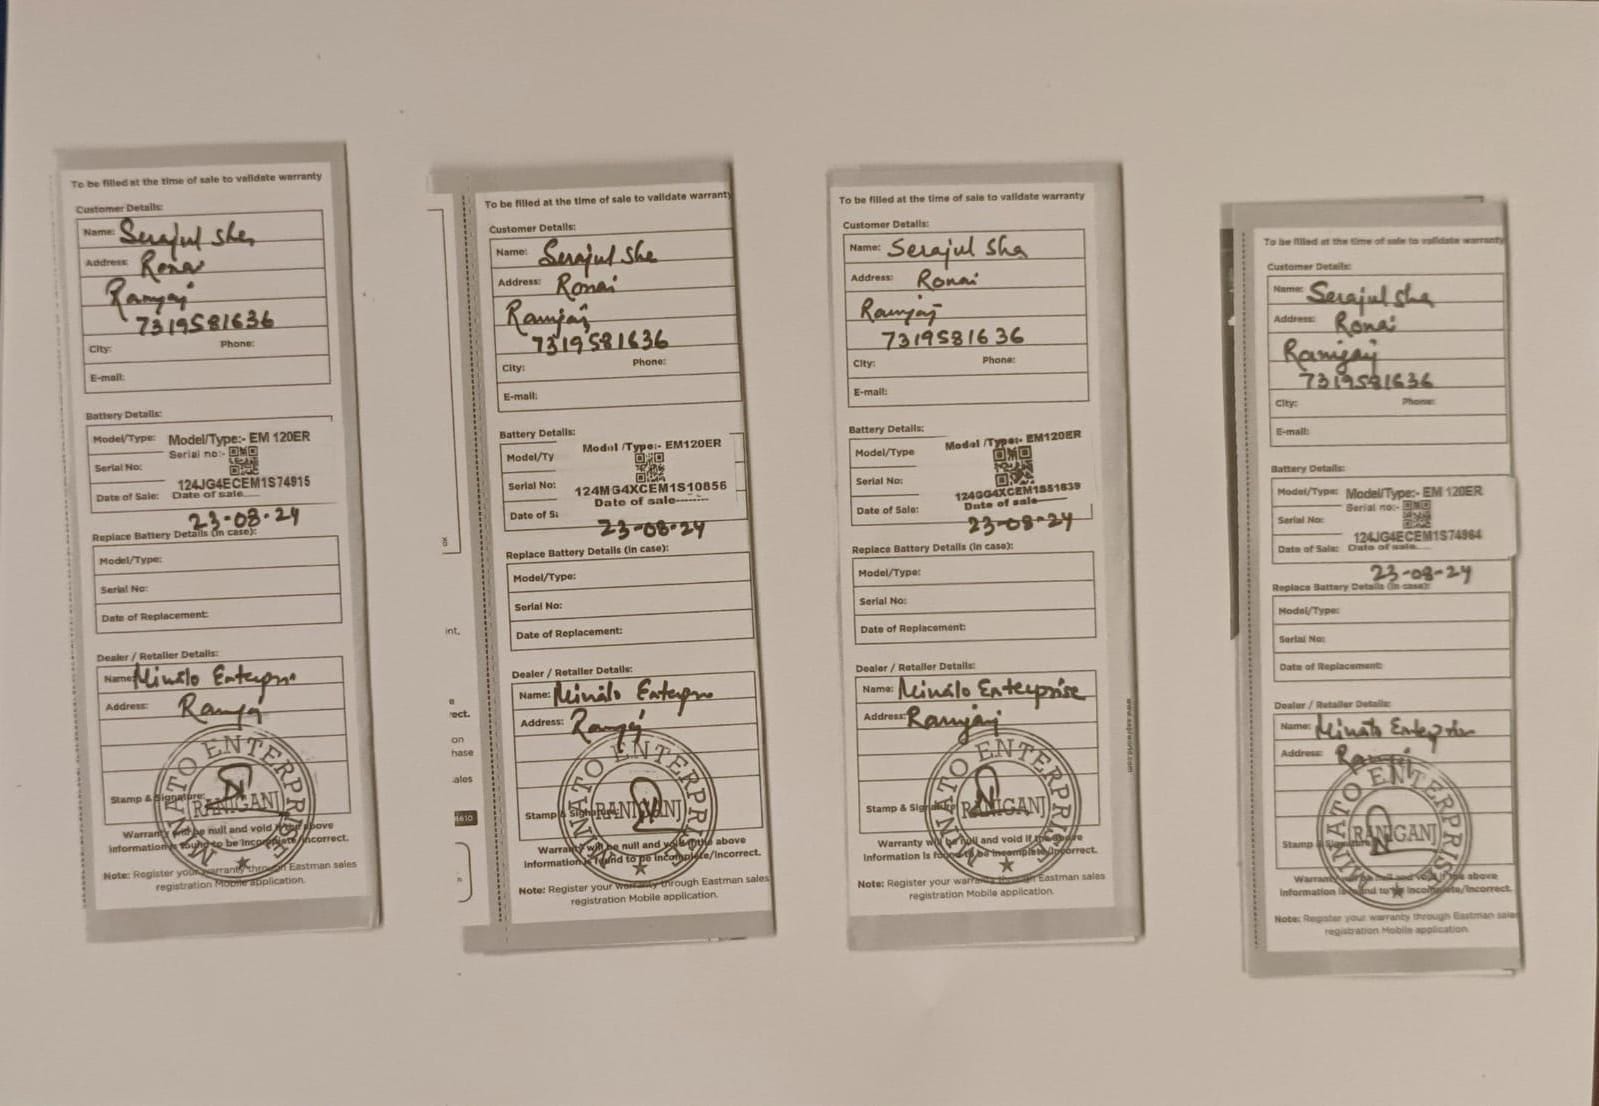 To be filled at the time of sale to validate warranty
Customer Details:
Name: Serajul Sha
Address: Ronai
Ranigaj
7319581636
City: Phone:
E-mail:
Battery Details:
Model/Type: Model/Type:- EM 120ER
Serial no:-
Serial No:
124JG4ECEM1S74915
Date of Sale: Date of sale
23-08-24
Replace Battery Details (in case):
Model/Type:
Serial No:
Date of Replacement:
Dealer / Retailer Details:
Name: Minato
Address:
Stamp & Signature:
MINATO ENTERPRISE
RANIGANJ
Warranty will be null and void if the above
information is found to be incomplete/incorrect.
Note: Register your warranty through Eastman sales
registration Mobile application.
int,
e
rect.
on
hase
ales
To be filled at the time of sale to validate warranty
Customer Details:
Name: Serajul Sha
Address: Ronai
Ranigaj
7319581636
City: Phone:
E-mail:
Battery Details:
Model/Ty Model /Type:- EM120ER
Serial No:
124MG4XCEM1S10856
Date of sale--------
Date of S
23-08-24
Replace Battery Details (in case):
Model/Type:
Serial No:
Date of Replacement:
Dealer / Retailer Details:
Name: Minato
Address:
Stamp & Signature:
MINATO ENTERPRISE
RANIGANJ
Warranty will be null and void if the above
information is found to be incomplete/incorrect.
Note: Register your warranty through Eastman sales
registration Mobile application.
To be filled at the time of sale to validate warranty
Customer Details:
Name: Serajul Sha
Address: Ronai
Ranigaj
7319581636
City: Phone:
E-mail:
Battery Details:
Model/Type Model /Type:- EM120ER
Serial No:
Date of sale
Date of Sale:
23-08-24
Replace Battery Details (in case):
Model/Type:
Serial No:
Date of Replacement:
Dealer / Retailer Details:
Name: Minato Enterprise
Address: Ranigaj
Stamp & Signature:
MINATO ENTERPRISE
RANIGANJ
Warranty will be null and void if the above
information is found to be incomplete/incorrect.
Note: Register your warranty through Eastman sales
registration Mobile application.
To be filled at the time of sale to validate warranty
Customer Details:
Name: Serajul Sha
Address: Ronai
Ranigaj
7319581636
City: Phone:
E-mail:
Battery Details:
Model/Type: Model/Type:- EM 120ER
Serial no:-
Serial No:
124JG4ECEM1S74984
Date of Sale: Date of sale
23-08-24
Replace Battery Details (in case):
Model/Type:
Serial No:
Date of Replacement:
Dealer / Retailer Details:
Name: Minato
Address:
Stamp & Signature:
MINATO ENTERPRISE
RANIGANJ
Warranty will be null and void if the above
information is found to be incomplete/incorrect.
Note: Register your warranty through Eastman sales
registration Mobile application.